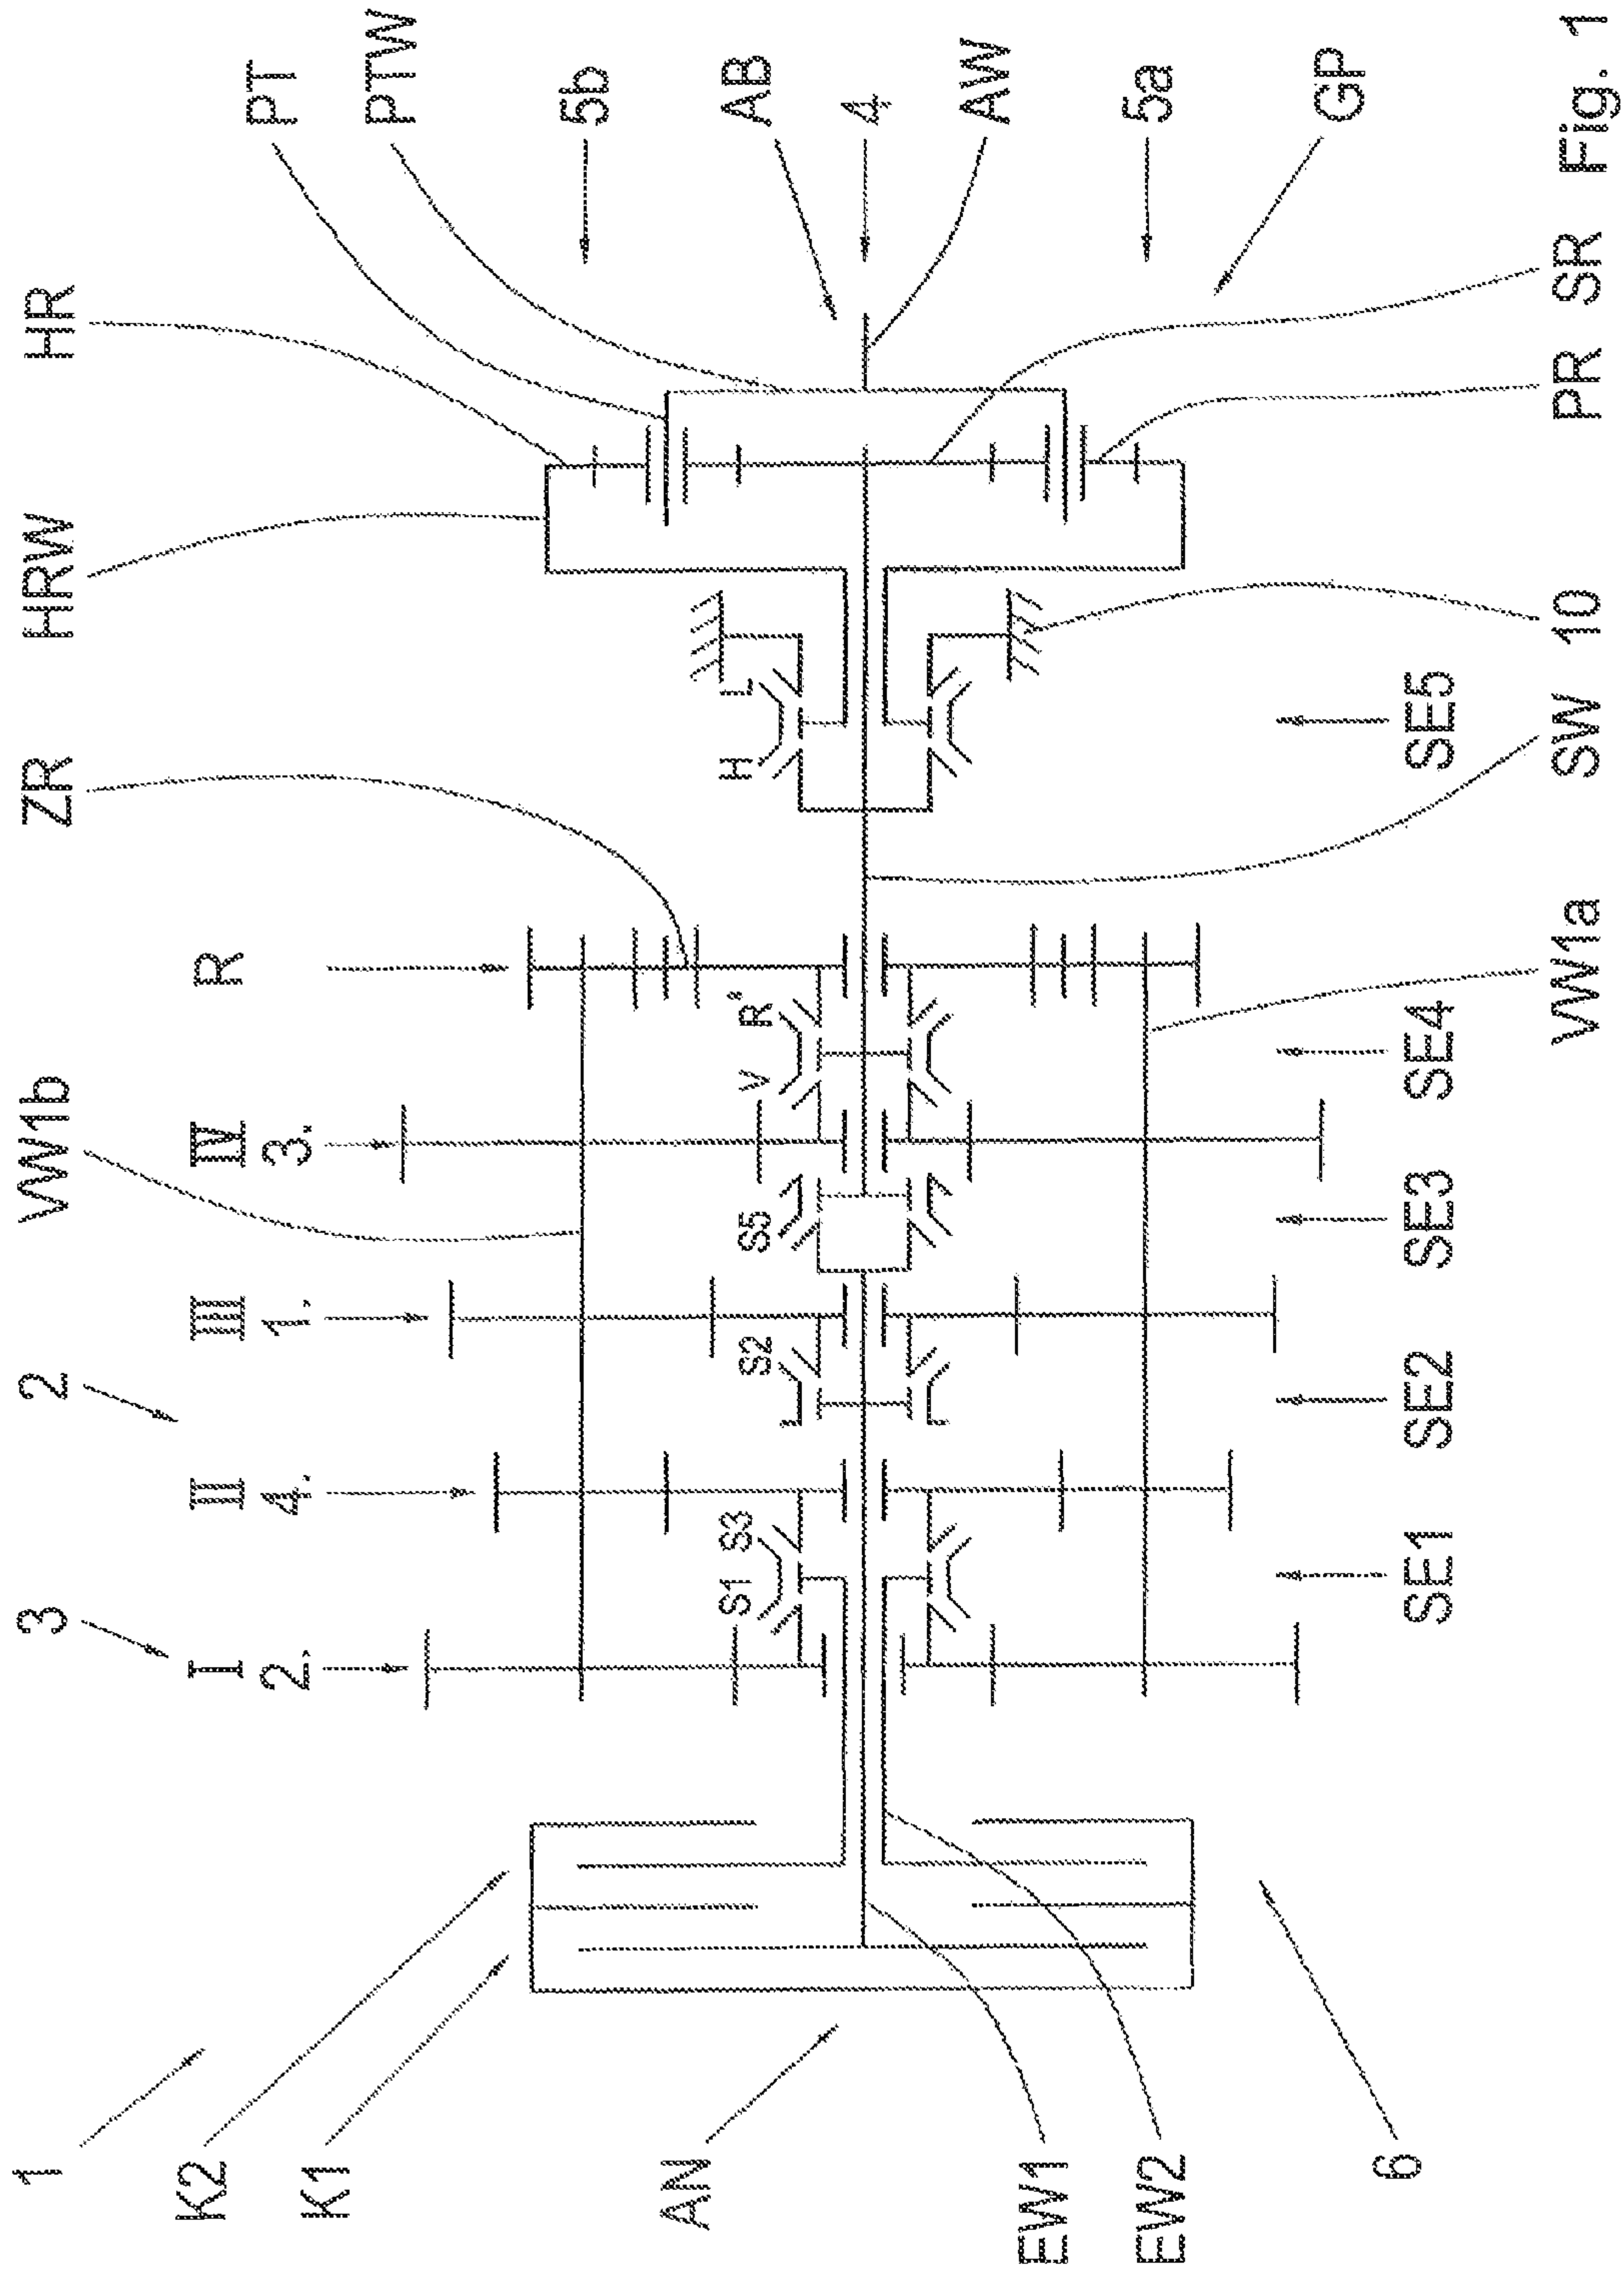 1
3
2
VW1b
ZR
HRW
HR
K2
K1
I
2.
II
4.
III
1.
IV
3.
R
PT
PTW
5b
AB
4
AW
5a
GP
AN
S1
S3
S2
S5
V
R'
H
L
EW1
EW2
6
SE1
SE2
SE3
SE4
SE5
VW1a
SW
10
PR
SR
Fig. 1